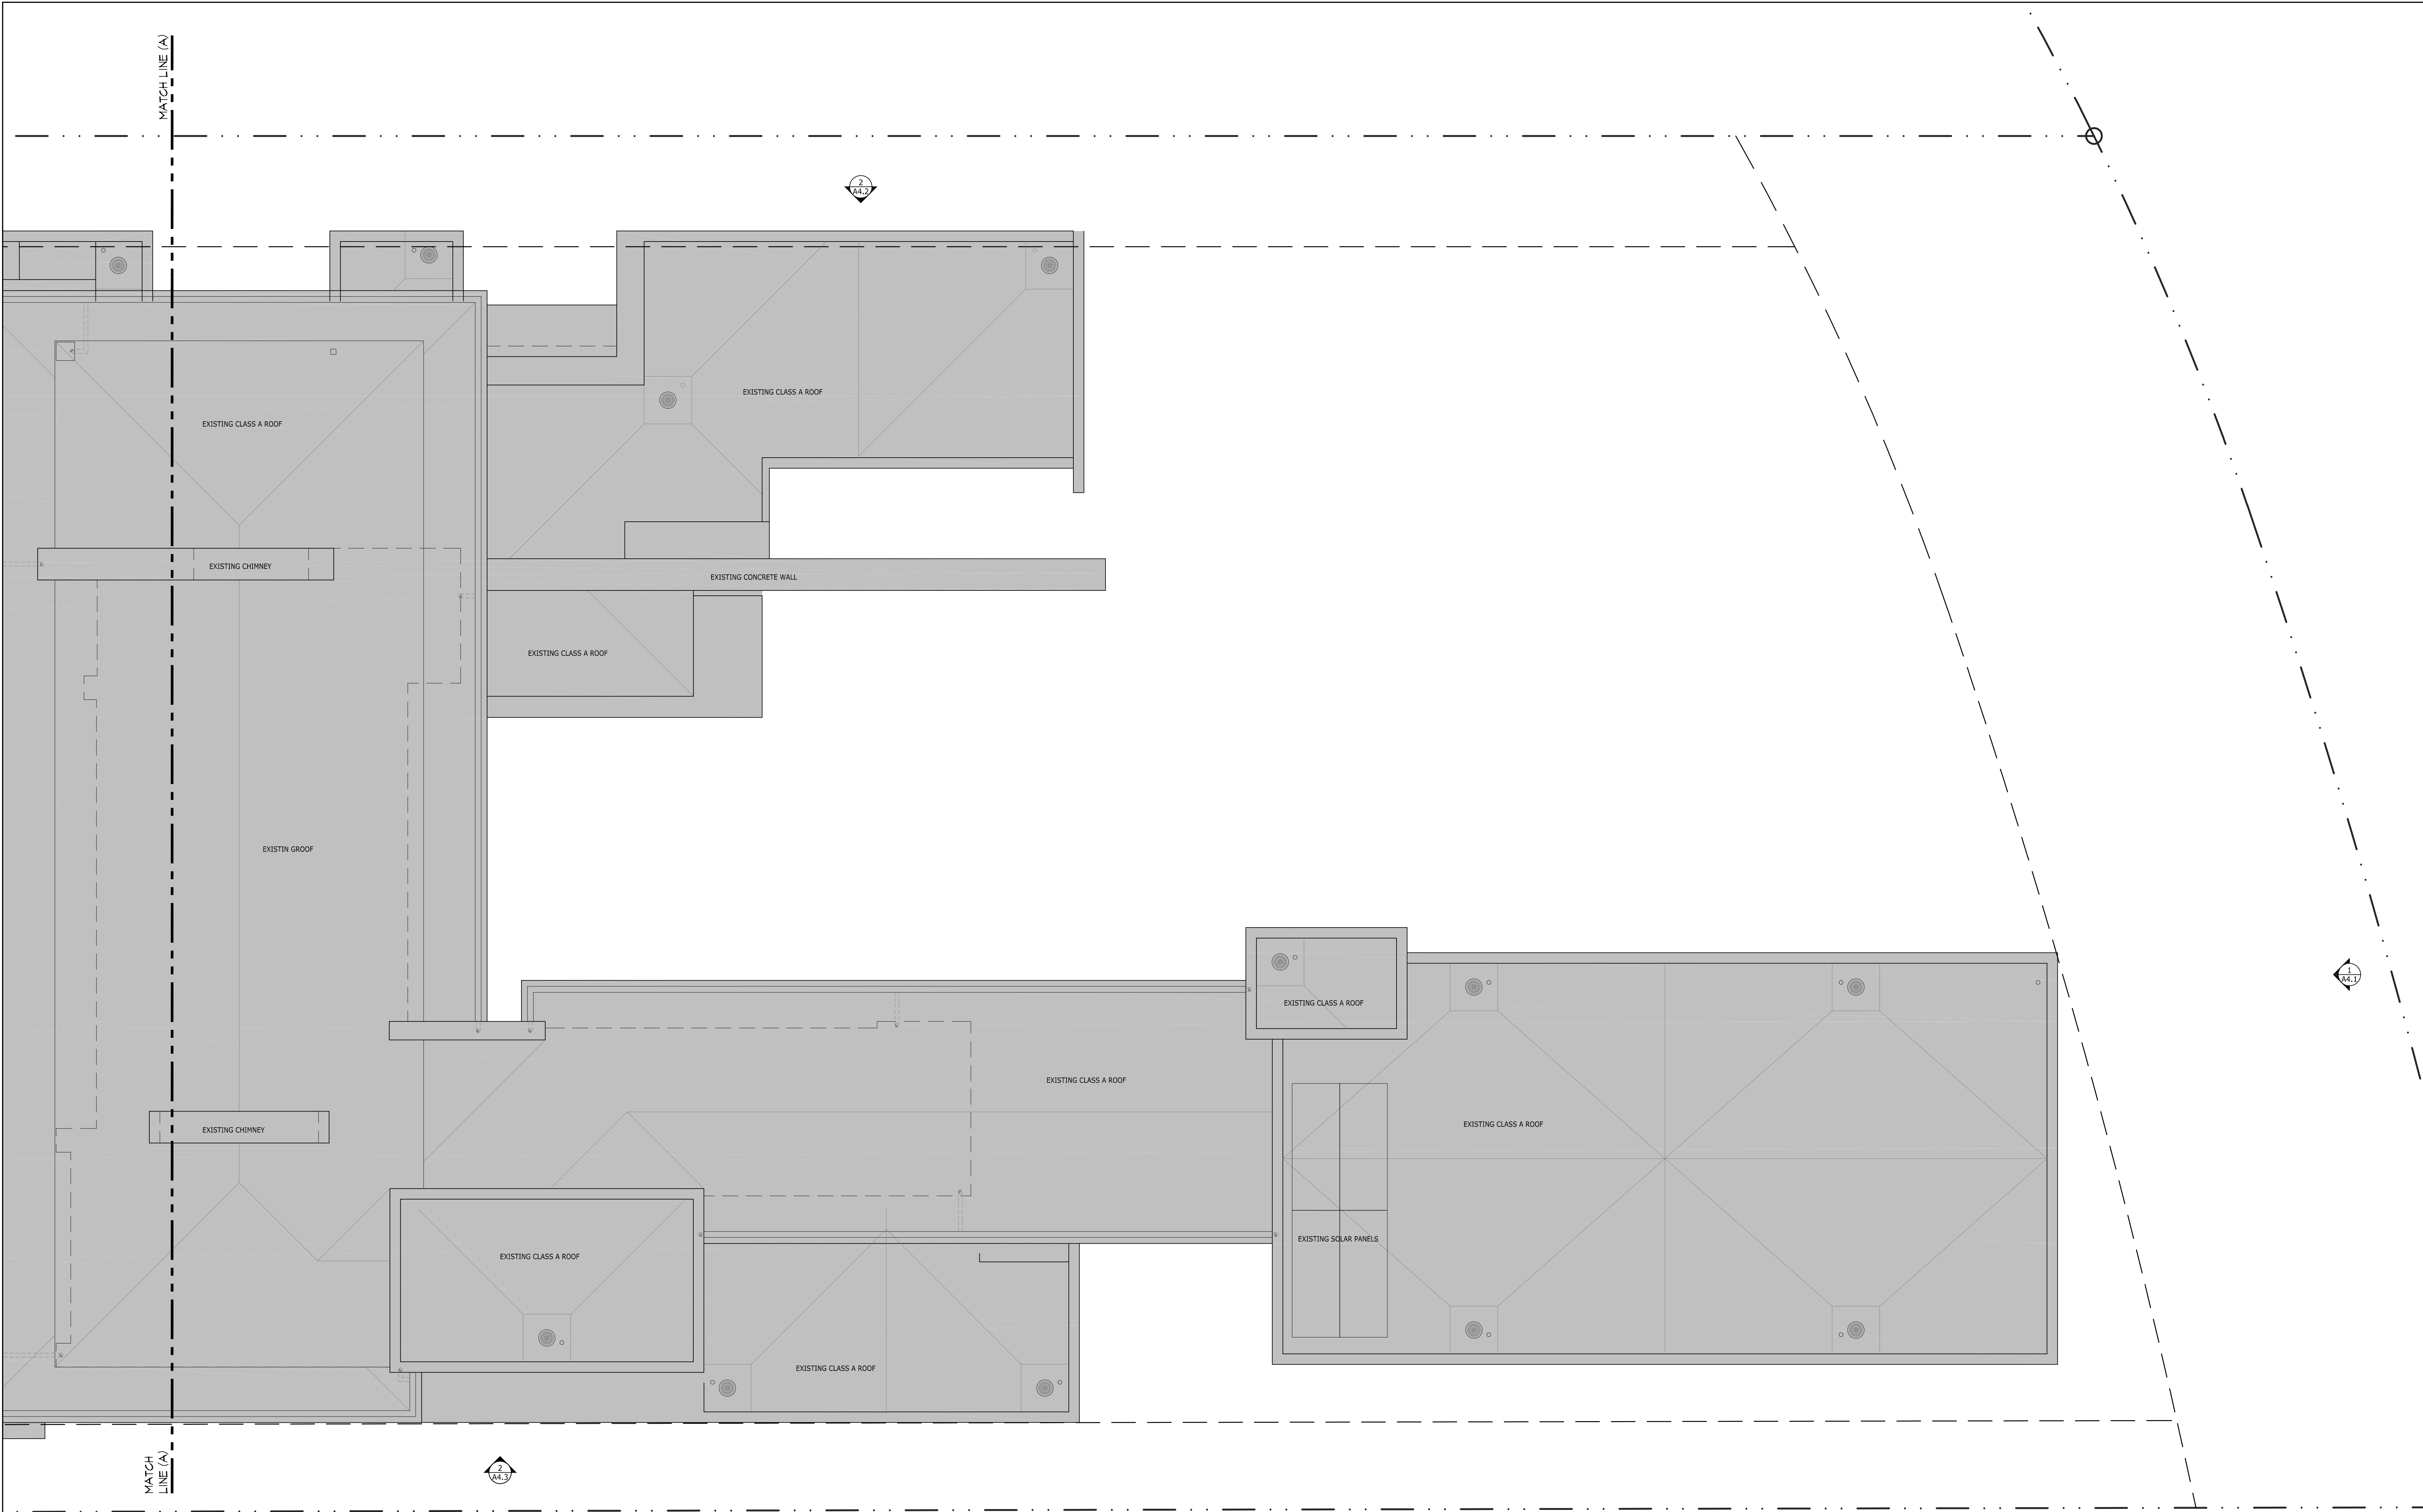 MATCH LINE (A)
2
A4.2
EXISTING CLASS A ROOF
EXISTING CLASS A ROOF
EXISTING CHIMNEY
EXISTING CONCRETE WALL
EXISTING CLASS A ROOF
EXISTIN GROOF
1
A4.1
EXISTING CLASS A ROOF
EXISTING CLASS A ROOF
EXISTING CLASS A ROOF
EXISTING CHIMNEY
EXISTING SOLAR PANELS
EXISTING CLASS A ROOF
EXISTING CLASS A ROOF
MATCH
LINE (A)
2
A4.3